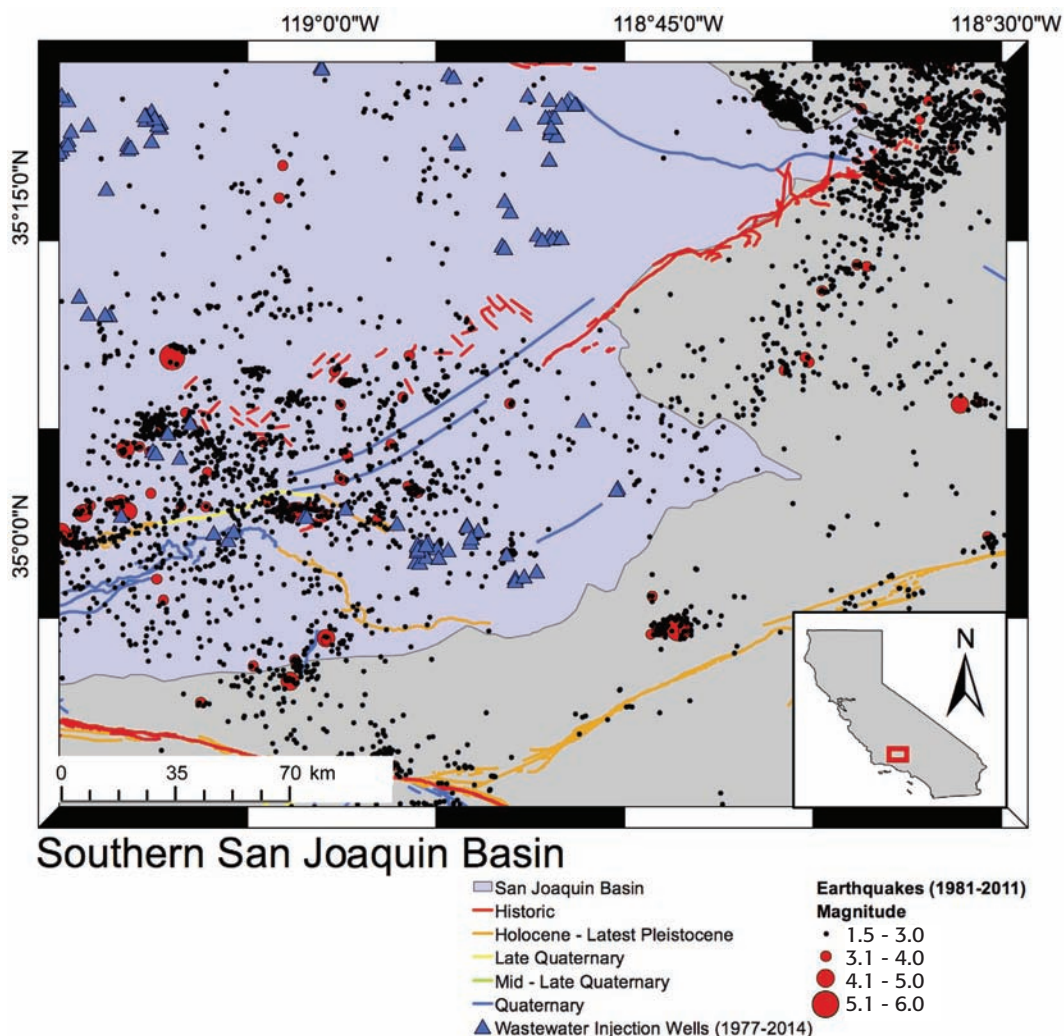 119°0'0"W 118°45'0"W 118°30'0"W
35°15'0"N
35°0'0"N
N
0 35 70 km
Southern San Joaquin Basin
San Joaquin Basin
Historic
Holocene - Latest Pleistocene
Late Quaternary
Mid - Late Quaternary
Quaternary
Wastewater Injection Wells (1977-2014)
Earthquakes (1981-2011)
Magnitude
1.5 - 3.0
3.1 - 4.0
4.1 - 5.0
5.1 - 6.0